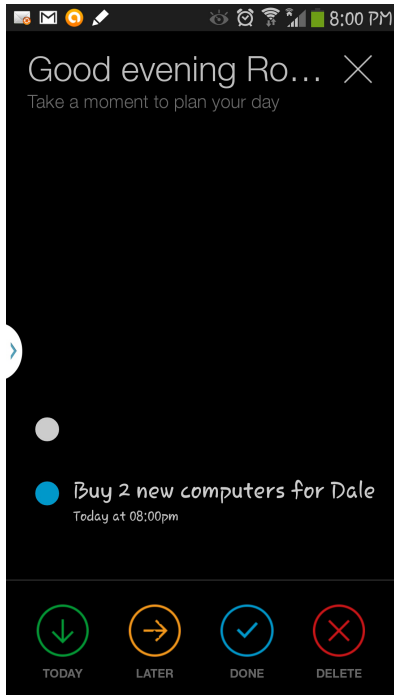 8:00 PM
Good evening Ro...
Take a moment to plan your day
Buy 2 new computers for Dale
Today at 08:00pm
TODAY
LATER
DONE
DELETE